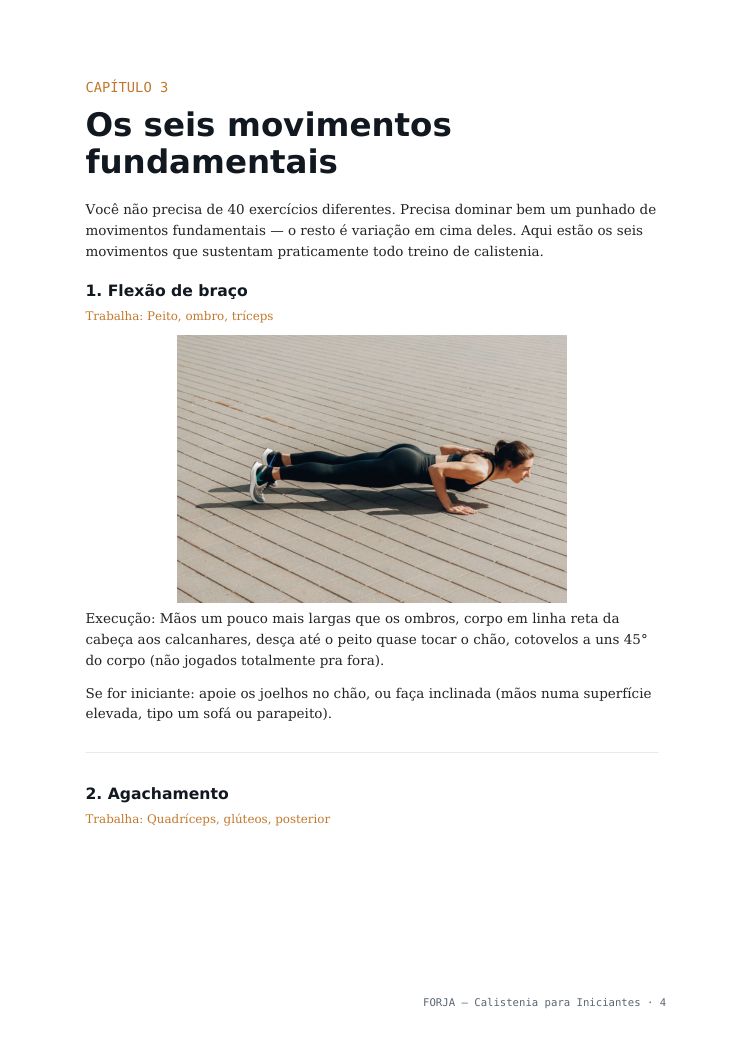 CAPÍTULO 3
Os seis movimentos
fundamentais
Você não precisa de 40 exercícios diferentes. Precisa dominar bem um punhado de
movimentos fundamentais — o resto é variação em cima deles. Aqui estão os seis
movimentos que sustentam praticamente todo treino de calistenia.
1. Flexão de braço
Trabalha: Peito, ombro, tríceps
Execução: Mãos um pouco mais largas que os ombros, corpo em linha reta da
cabeça aos calcanhares, desça até o peito quase tocar o chão, cotovelos a uns 45°
do corpo (não jogados totalmente pra fora).
Se for iniciante: apoie os joelhos no chão, ou faça inclinada (mãos numa superfície
elevada, tipo um sofá ou parapeito).
2. Agachamento
Trabalha: Quadríceps, glúteos, posterior
FORJA — Calistenia para Iniciantes · 4